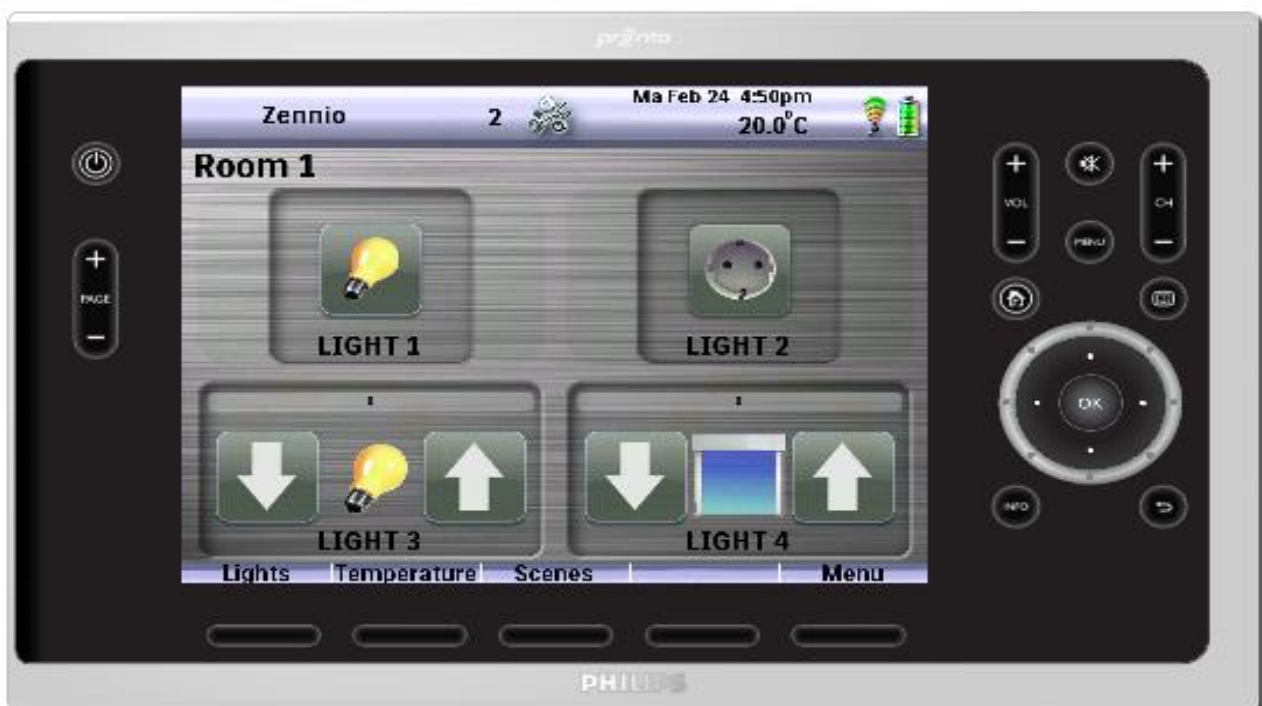 pronto
Zennio 2 Ma Feb 24 4:50pm
20.0°C
Room 1
LIGHT 1
LIGHT 2
LIGHT 3
LIGHT 4
Lights Temperature Scenes Menu
+
PAGE
−
+
VOL
−
MENU
+
CH
−
OK
INFO
PHILIPS